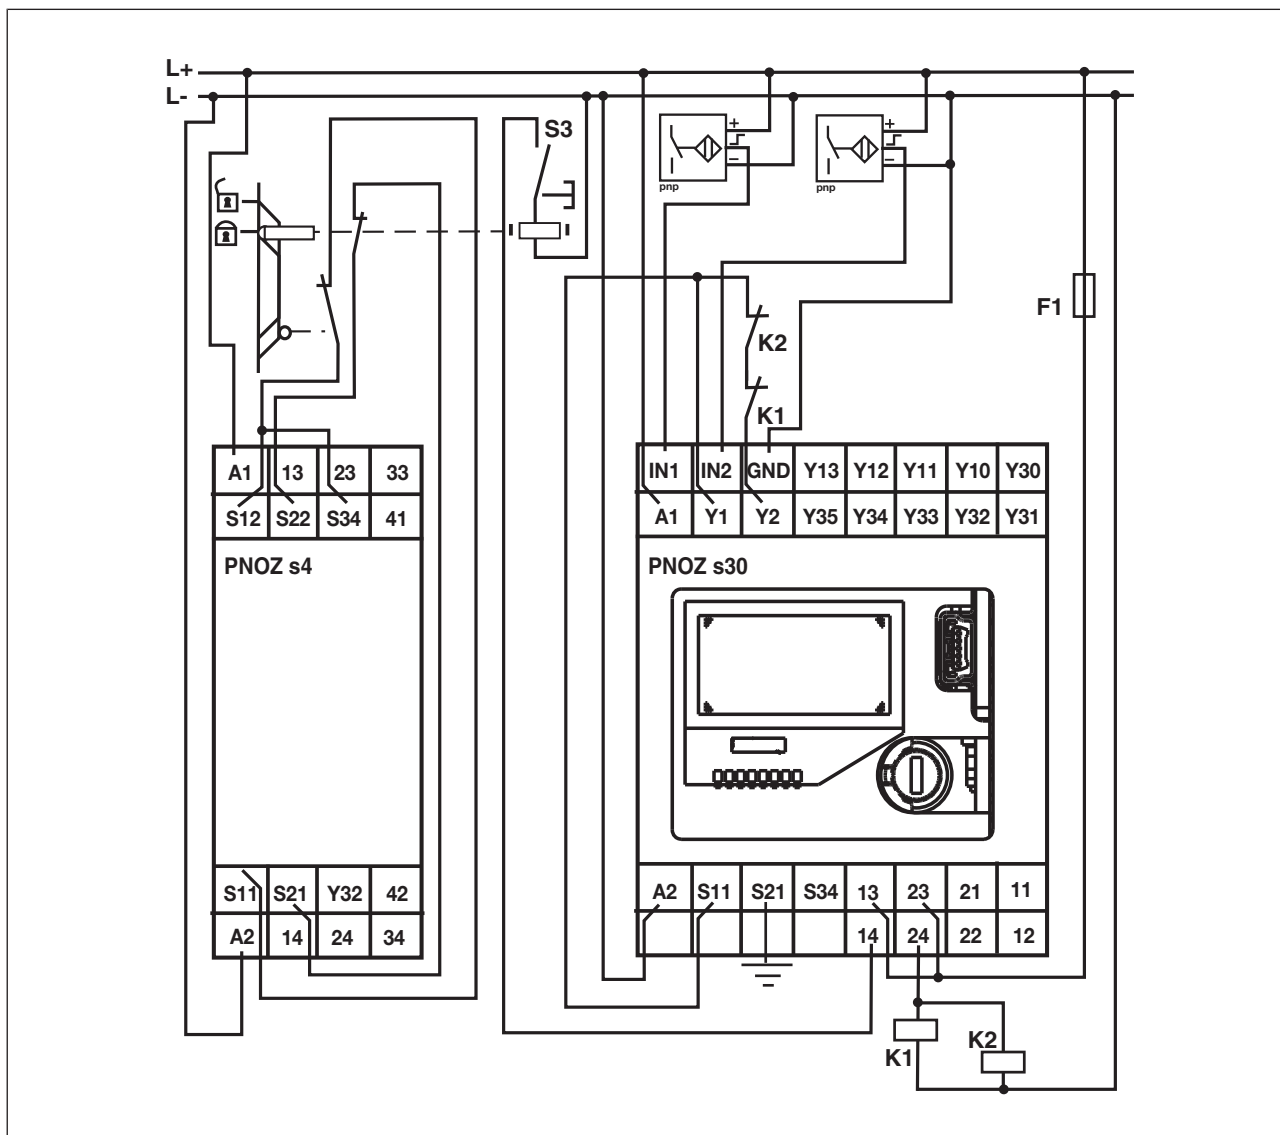 L+
L-
S3
+
−
pnp
+
−
pnp
F1
K2
K1
A1 13 23 33
S12 S22 S34 41
PNOZ s4
S11 S21 Y32 42
A2 14 24 34
IN1 IN2 GND Y13 Y12 Y11 Y10 Y30
A1 Y1 Y2 Y35 Y34 Y33 Y32 Y31
PNOZ s30
A2 S11 S21 S34 13 23 21 11
14 24 22 12
K1
K2